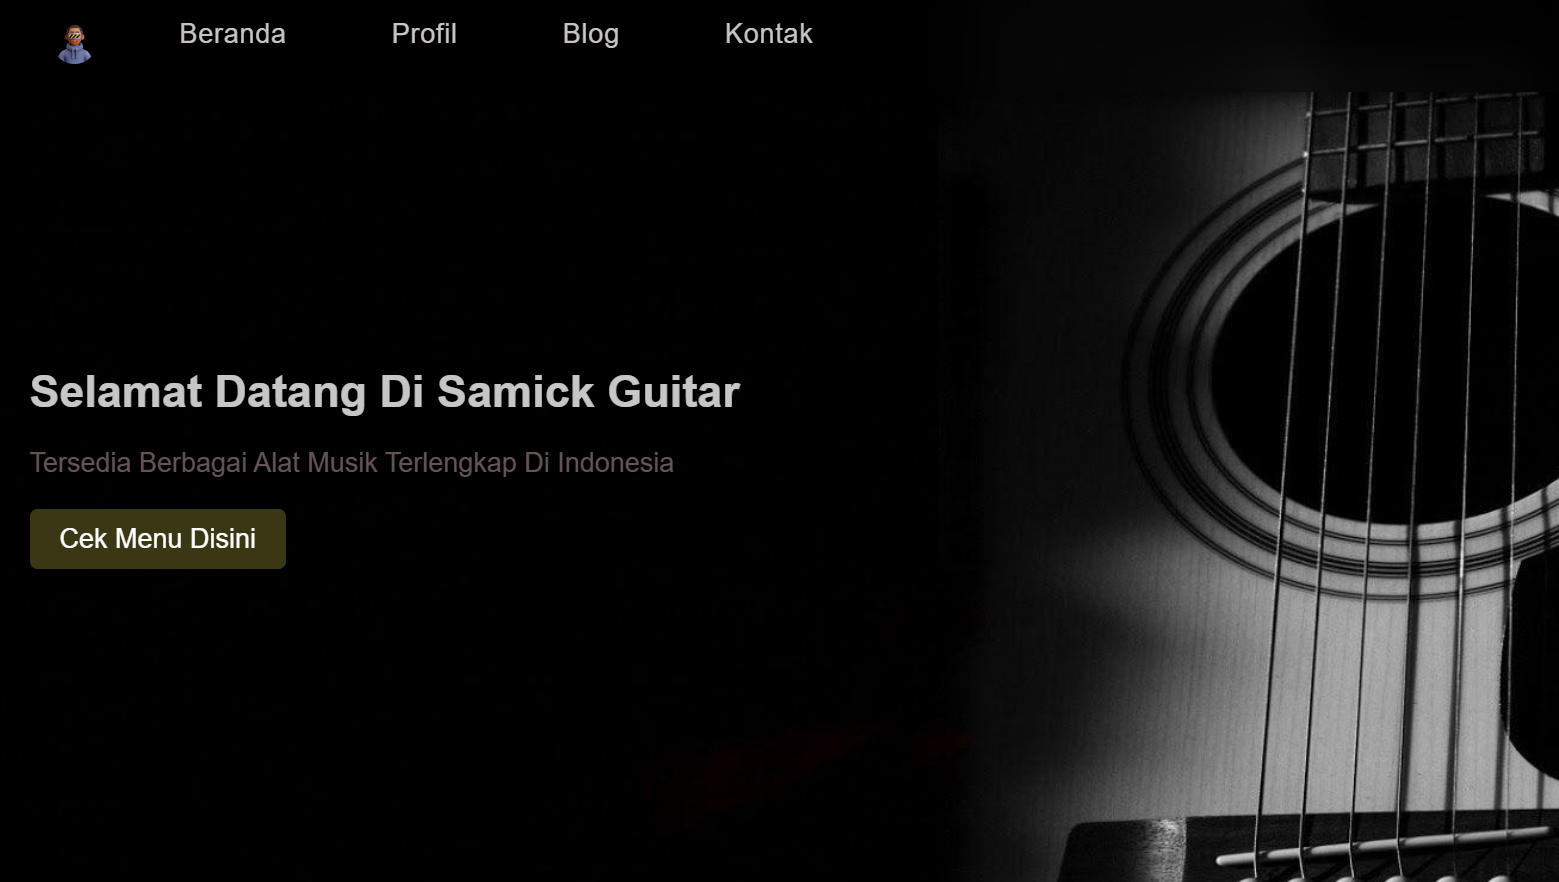 Beranda Profil Blog Kontak
Selamat Datang Di Samick Guitar
Tersedia Berbagai Alat Musik Terlengkap Di Indonesia
Cek Menu Disini